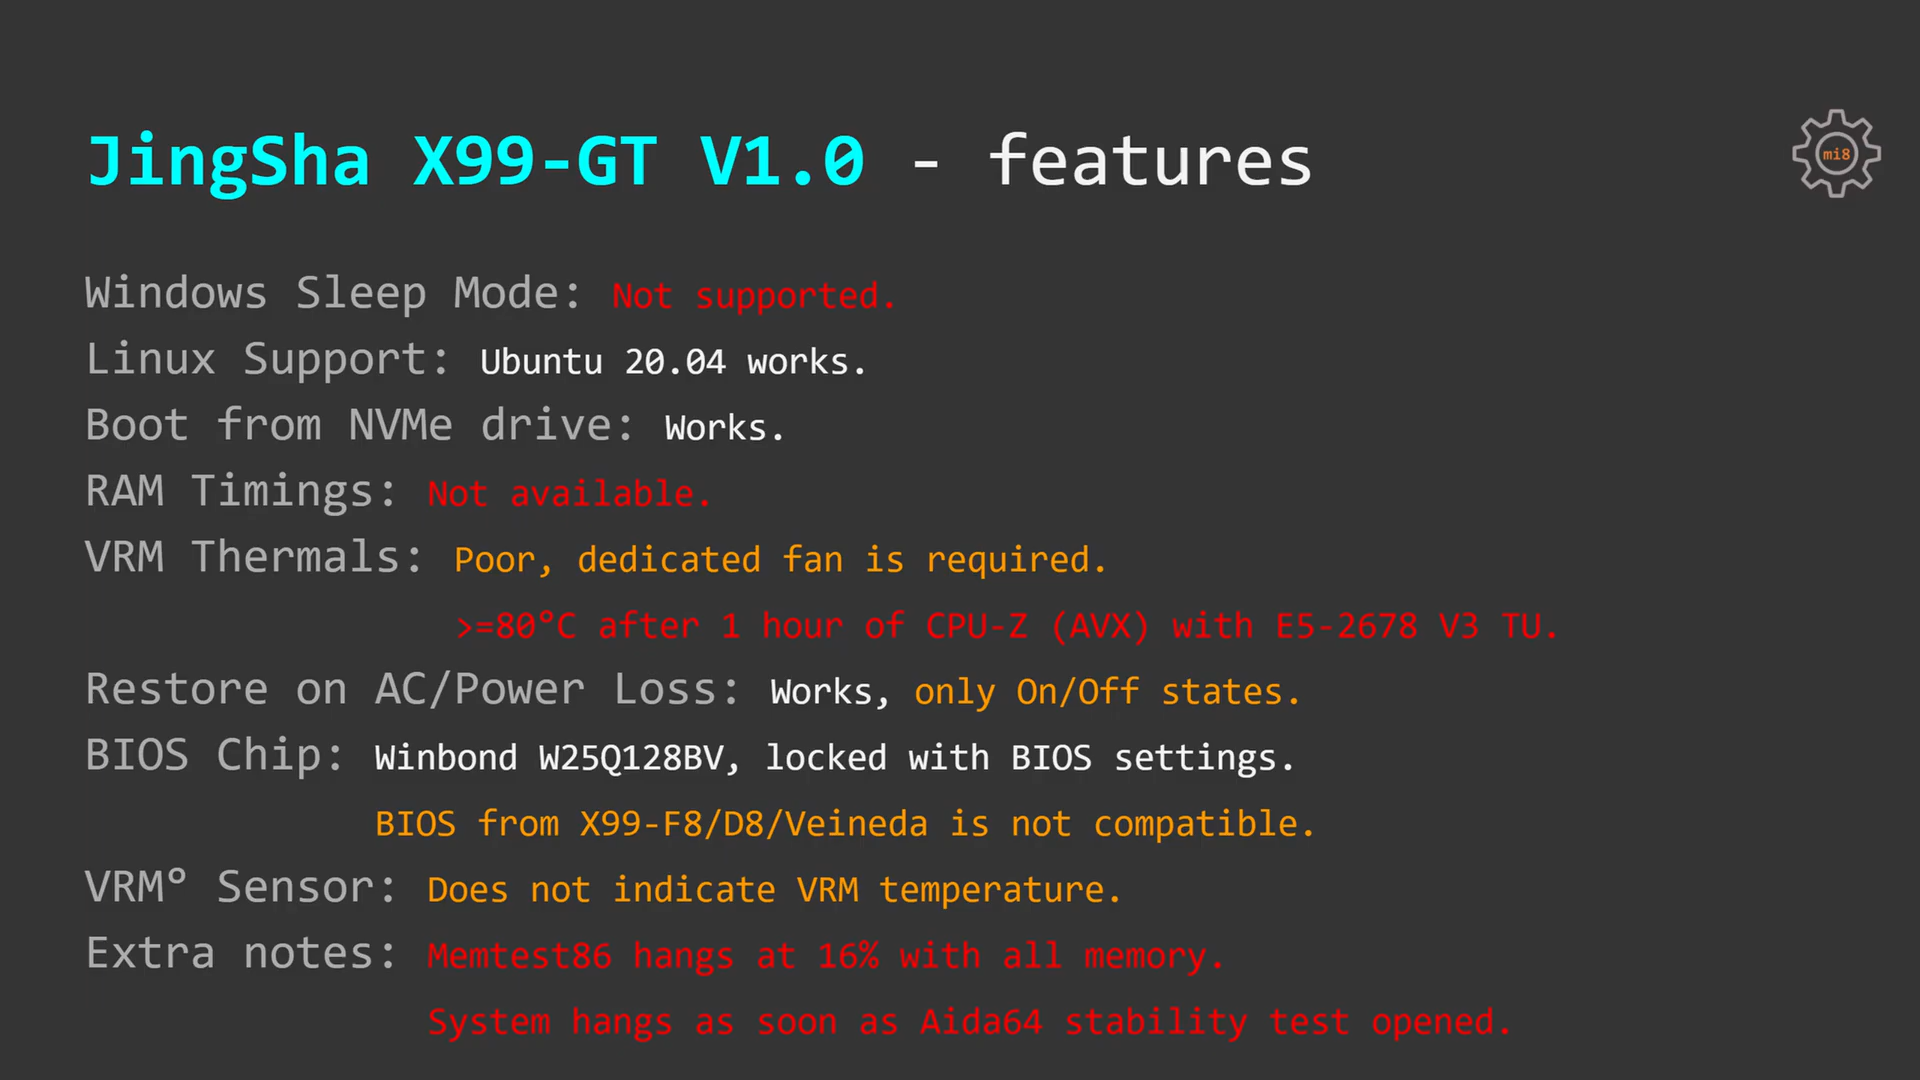 JingSha X99-GT V1.0 - features
mi8
Windows Sleep Mode: Not supported.
Linux Support: Ubuntu 20.04 works.
Boot from NVMe drive: Works.
RAM Timings: Not available.
VRM Thermals: Poor, dedicated fan is required.
>=80°C after 1 hour of CPU-Z (AVX) with E5-2678 V3 TU.
Restore on AC/Power Loss: Works, only On/Off states.
BIOS Chip: Winbond W25Q128BV, locked with BIOS settings.
BIOS from X99-F8/D8/Veineda is not compatible.
VRM° Sensor: Does not indicate VRM temperature.
Extra notes: Memtest86 hangs at 16% with all memory.
System hangs as soon as Aida64 stability test opened.